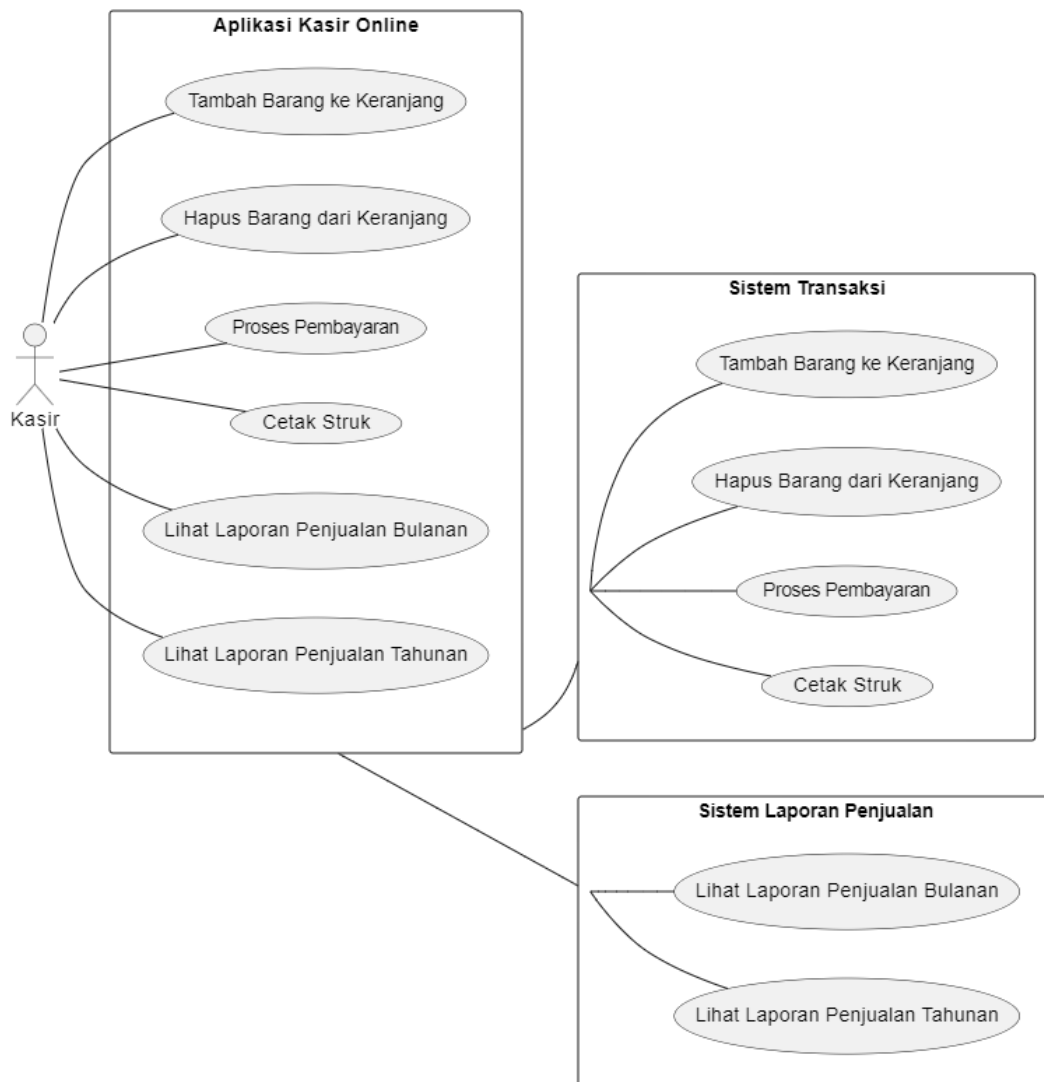 Aplikasi Kasir Online
Tambah Barang ke Keranjang
Hapus Barang dari Keranjang
Proses Pembayaran
Cetak Struk
Lihat Laporan Penjualan Bulanan
Lihat Laporan Penjualan Tahunan
Kasir
Sistem Transaksi
Tambah Barang ke Keranjang
Hapus Barang dari Keranjang
Proses Pembayaran
Cetak Struk
Sistem Laporan Penjualan
Lihat Laporan Penjualan Bulanan
Lihat Laporan Penjualan Tahunan